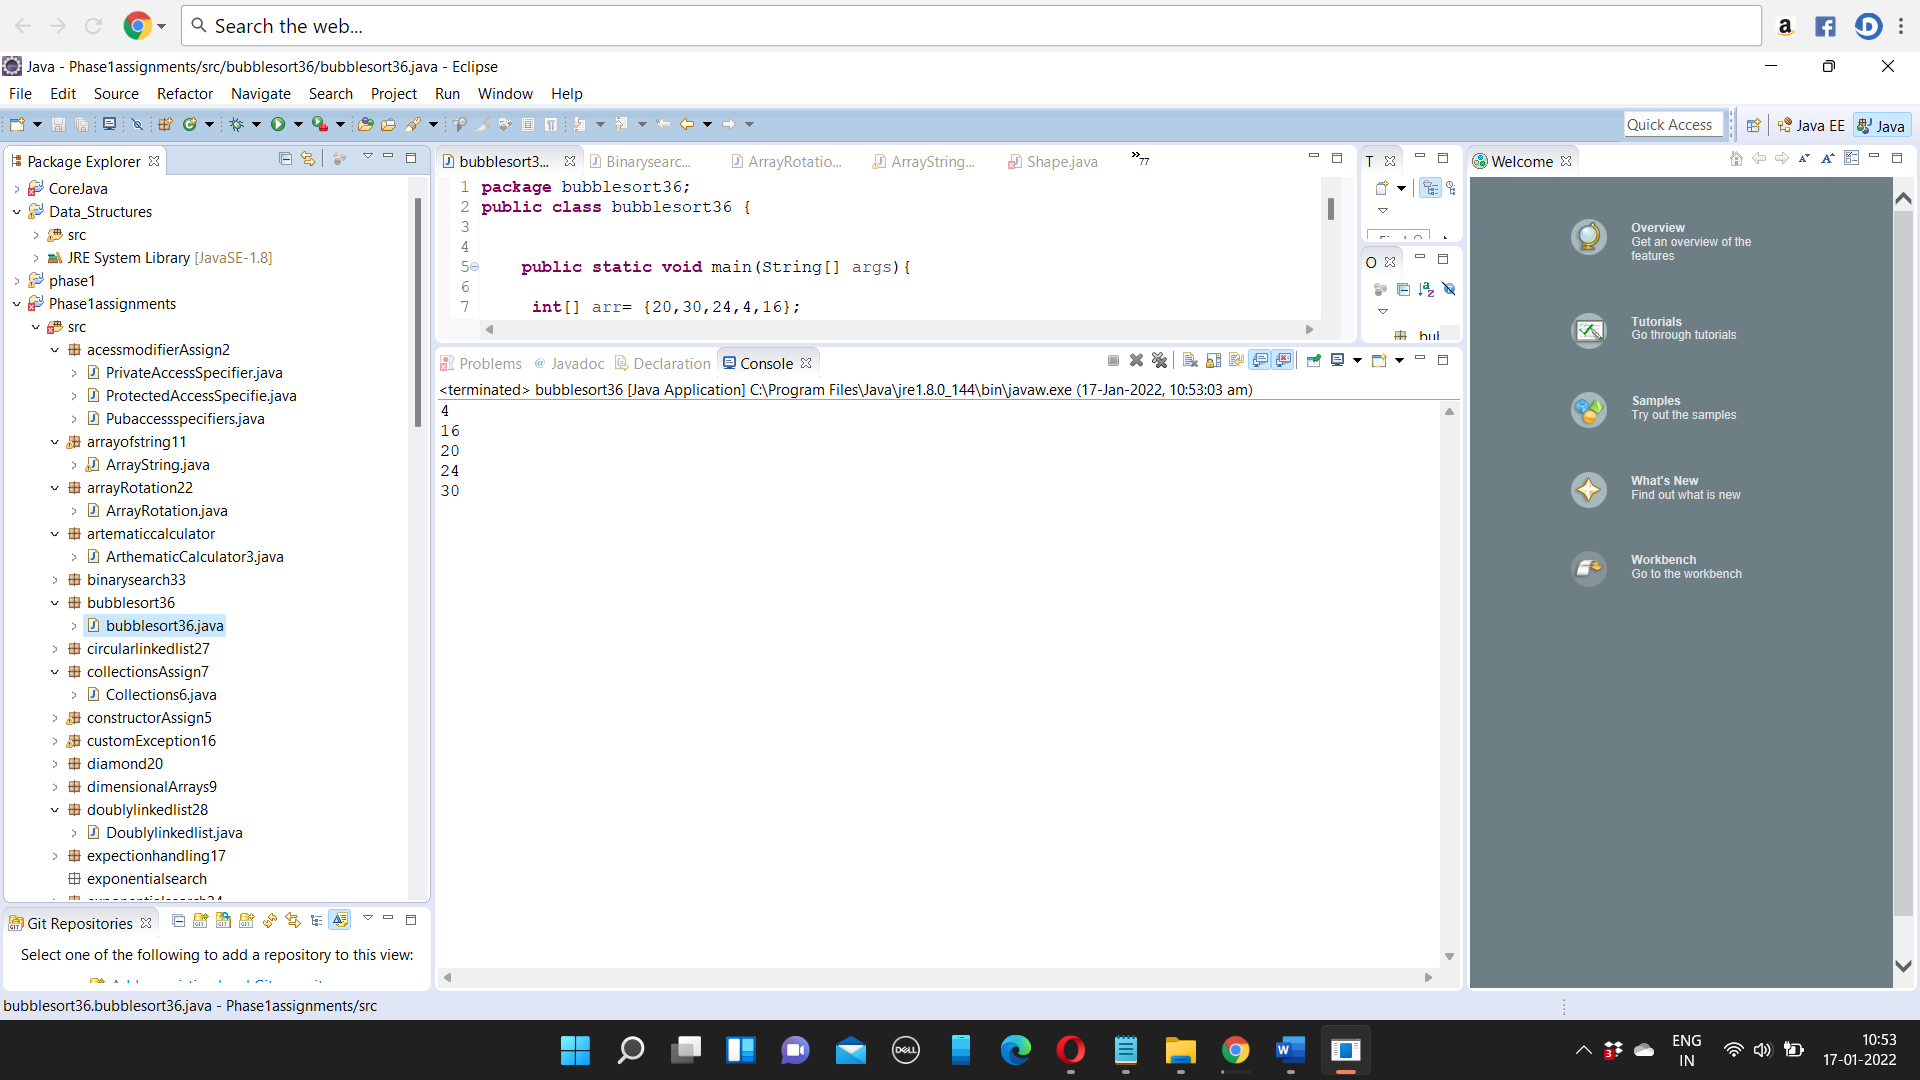 Search the web...
Java - Phase1assignments/src/bubblesort36/bubblesort36.java - Eclipse
File Edit Source Refactor Navigate Search Project Run Window Help
Quick Access
Java EE
Java
Package Explorer
CoreJava
Data_Structures
src
JRE System Library [JavaSE-1.8]
phase1
Phase1assignments
src
acessmodifierAssign2
PrivateAccessSpecifier.java
ProtectedAccessSpecifie.java
Pubaccessspecifiers.java
arrayofstring11
ArrayString.java
arrayRotation22
ArrayRotation.java
artematiccalculator
ArthematicCalculator3.java
binarysearch33
bubblesort36
bubblesort36.java
circularlinkedlist27
collectionsAssign7
Collections6.java
constructorAssign5
customException16
diamond20
dimensionalArrays9
doublylinkedlist28
Doublylinkedlist.java
expectionhandling17
exponentialsearch
Git Repositories
Select one of the following to add a repository to this view:
bubblesort3... Binarysearc... ArrayRotatio... ArrayString... Shape.java »77
1 package bubblesort36;
2 public class bubblesort36 {
3
4
5 public static void main(String[] args){
6
7 int[] arr= {20,30,24,4,16};
T
O
bul
Problems @ Javadoc Declaration Console
<terminated> bubblesort36 [Java Application] C:\Program Files\Java\jre1.8.0_144\bin\javaw.exe (17-Jan-2022, 10:53:03 am)
4
16
20
24
30
Welcome
Overview
Get an overview of the
features
Tutorials
Go through tutorials
Samples
Try out the samples
What's New
Find out what is new
Workbench
Go to the workbench
bubblesort36.bubblesort36.java - Phase1assignments/src
DELL
3
ENG
IN
10:53
17-01-2022